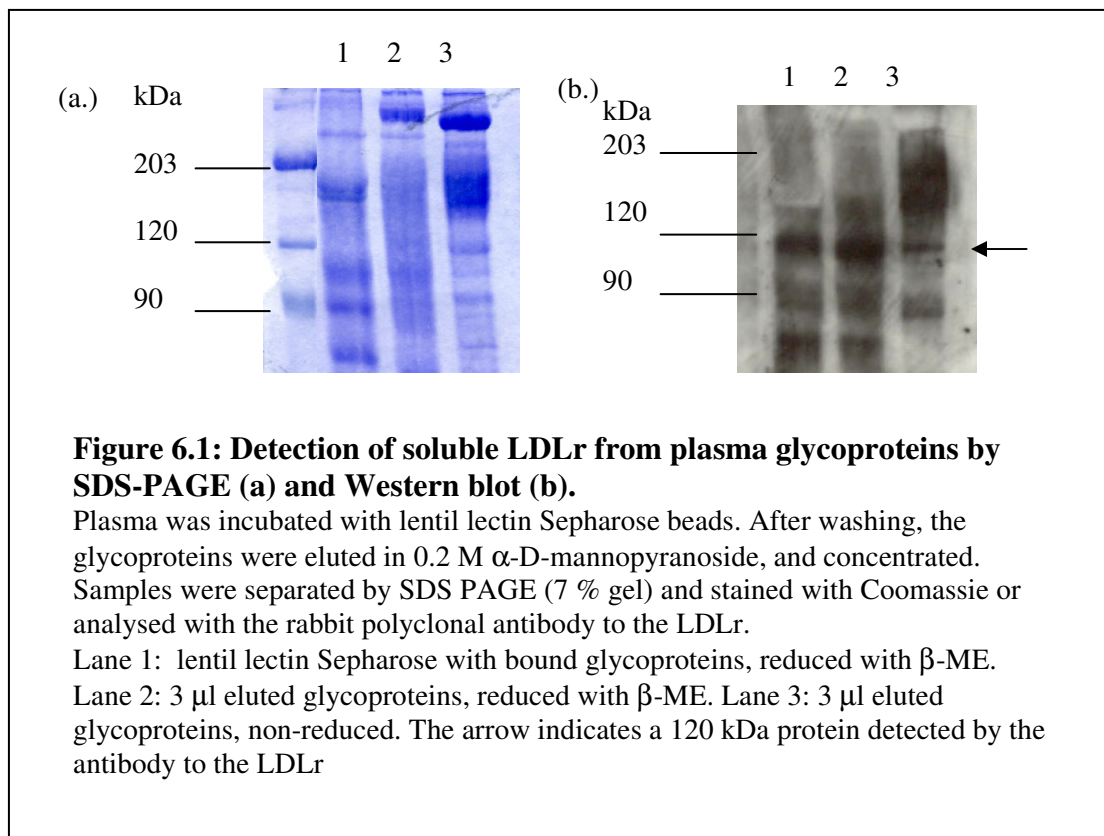 1 2 3
(a.) kDa
203
120
90
1 2 3
(b.)
kDa
203
120
90
Figure 6.1: Detection of soluble LDLr from plasma glycoproteins by
SDS-PAGE (a) and Western blot (b).
Plasma was incubated with lentil lectin Sepharose beads. After washing, the
glycoproteins were eluted in 0.2 M α-D-mannopyranoside, and concentrated.
Samples were separated by SDS PAGE (7 % gel) and stained with Coomassie or
analysed with the rabbit polyclonal antibody to the LDLr.
Lane 1: lentil lectin Sepharose with bound glycoproteins, reduced with β-ME.
Lane 2: 3 µl eluted glycoproteins, reduced with β-ME. Lane 3: 3 µl eluted
glycoproteins, non-reduced. The arrow indicates a 120 kDa protein detected by the
antibody to the LDLr